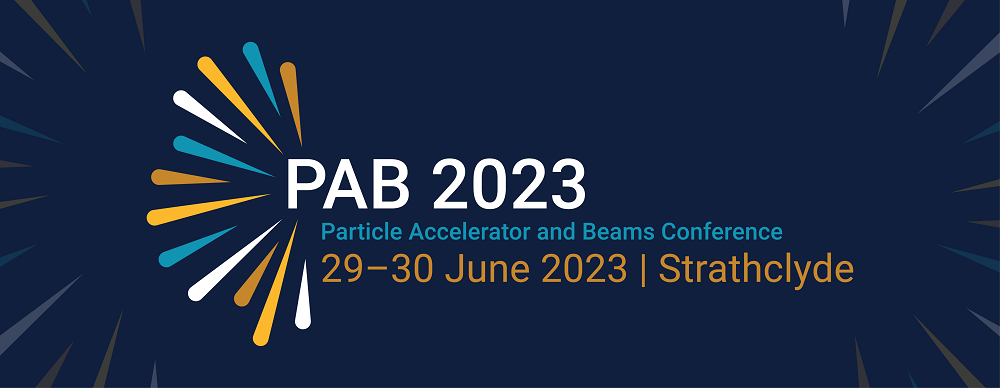 PAB 2023
Particle Accelerator and Beams Conference
29–30 June 2023 | Strathclyde